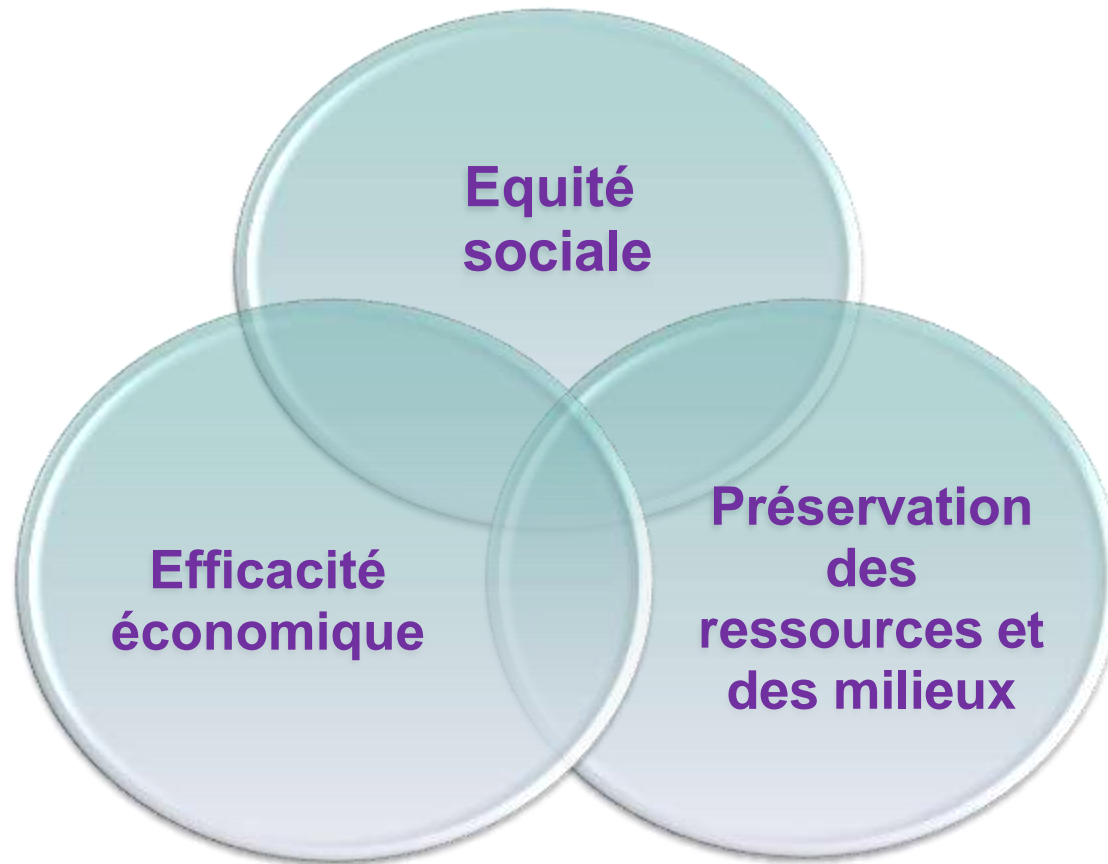 Equité
sociale
Efficacité
économique
Préservation
des
ressources et
des milieux